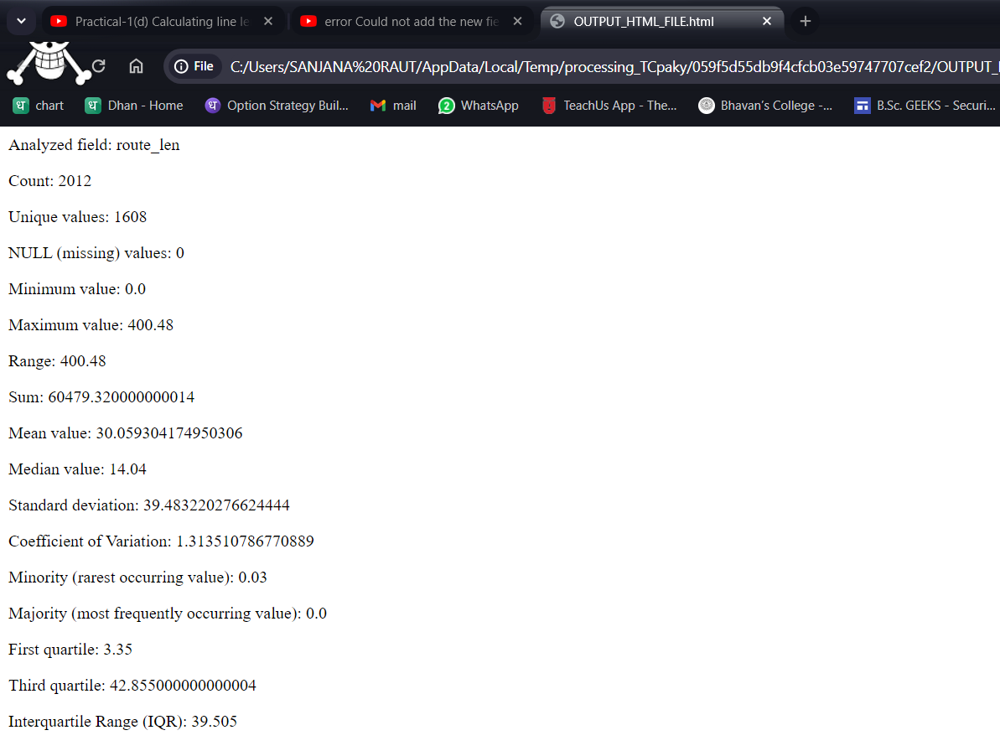 Practical-1(d) Calculating line le
error Could not add the new fie
OUTPUT_HTML_FILE.html
File
C:/Users/SANJANA%20RAUT/AppData/Local/Temp/processing_TCpaky/059f5d55db9f4cfcb03e59747707cef2/OUTPUT_
घ chart
घ Dhan - Home
घ Option Strategy Buil...
mail
2 WhatsApp
TeachUs App - The...
Bhavan's College -...
B.Sc. GEEKS - Securi...
Analyzed field: route_len
Count: 2012
Unique values: 1608
NULL (missing) values: 0
Minimum value: 0.0
Maximum value: 400.48
Range: 400.48
Sum: 60479.320000000014
Mean value: 30.059304174950306
Median value: 14.04
Standard deviation: 39.483220276624444
Coefficient of Variation: 1.313510786770889
Minority (rarest occurring value): 0.03
Majority (most frequently occurring value): 0.0
First quartile: 3.35
Third quartile: 42.855000000000004
Interquartile Range (IQR): 39.505